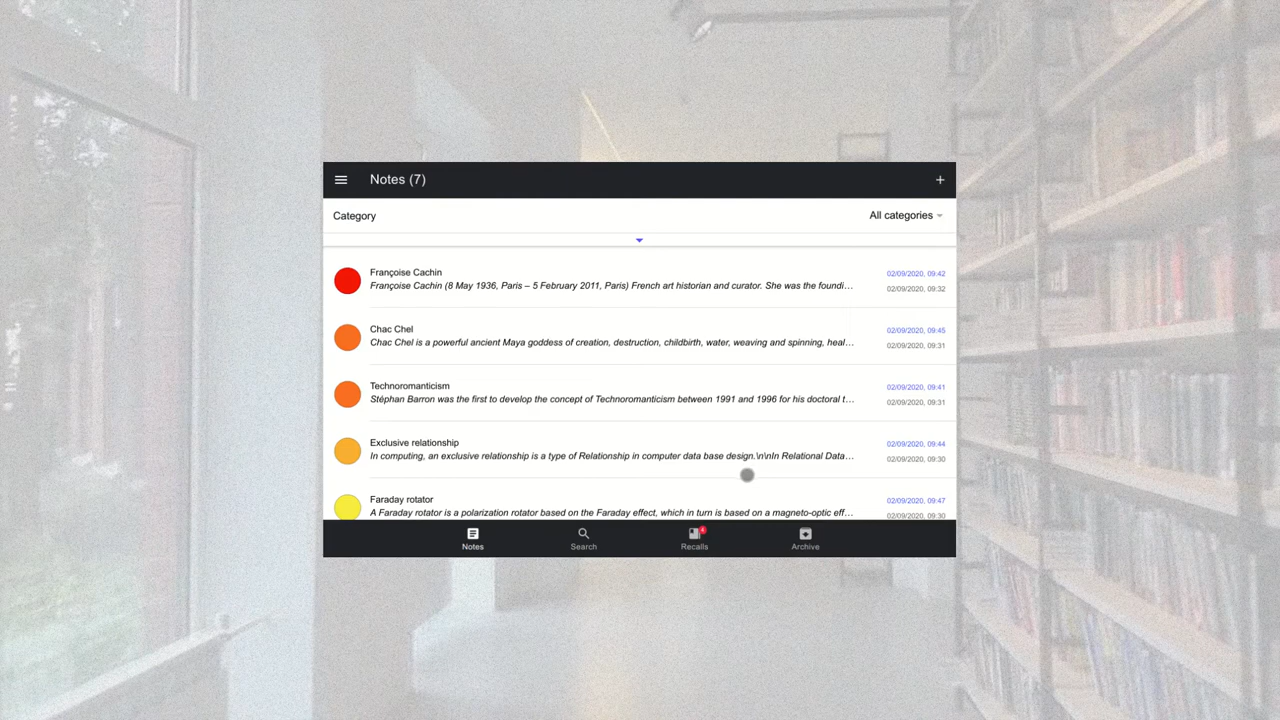 Notes (7)
+
Category
All categories
Françoise Cachin
02/09/2020, 09:42
Françoise Cachin (8 May 1936, Paris – 5 February 2011, Paris) French art historian and curator. She was the foundi…
02/09/2020, 09:32
Chac Chel
02/09/2020, 09:45
Chac Chel is a powerful ancient Maya goddess of creation, destruction, childbirth, water, weaving and spinning, heal…
02/09/2020, 09:31
Technoromanticism
02/09/2020, 09:41
Stéphan Barron was the first to develop the concept of Technoromanticism between 1991 and 1996 for his doctoral t…
02/09/2020, 09:31
Exclusive relationship
02/09/2020, 09:44
In computing, an exclusive relationship is a type of Relationship in computer data base design.\n\nIn Relational Data…
02/09/2020, 09:30
Faraday rotator
02/09/2020, 09:47
A Faraday rotator is a polarization rotator based on the Faraday effect, which in turn is based on a magneto-optic eff…
02/09/2020, 09:30
Notes
Search
4
Recalls
Archive